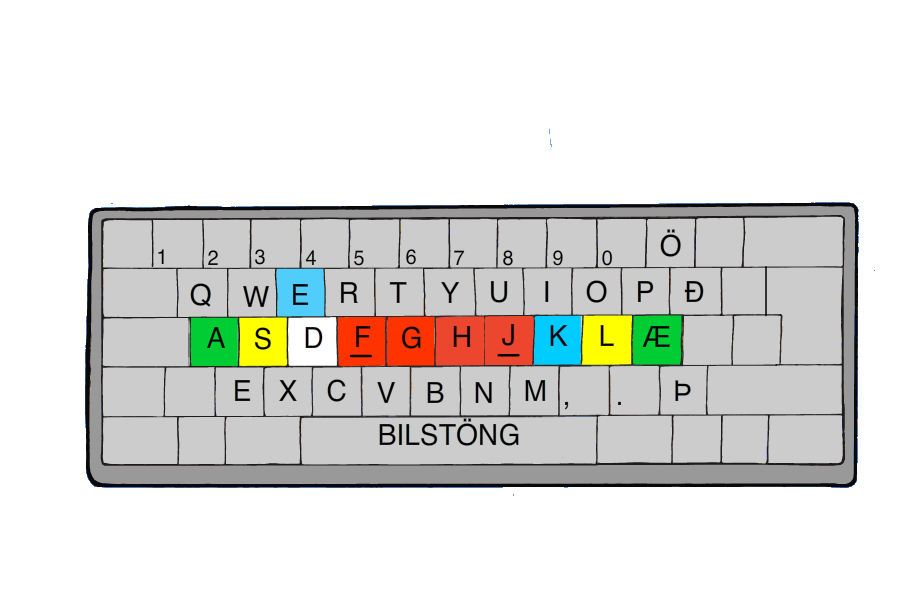 1 2 3 4 5 6 7 8 9 0 Ö
Q W E R T Y U I O P Đ
A S D F G H J K L Æ
E X C V B N M , . Þ
BILSTÖNG